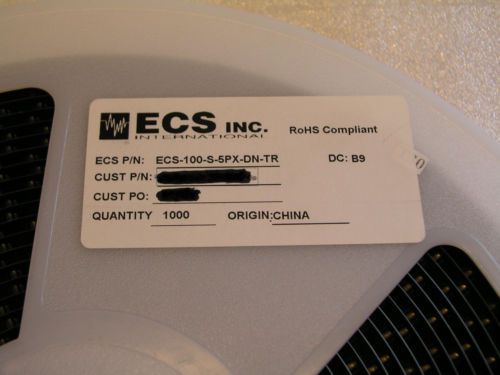 ECS INC.
INTERNATIONAL
RoHS Compliant
ECS P/N: ECS-100-S-5PX-DN-TR DC: B9
CUST P/N:
CUST PO:
QUANTITY 1000 ORIGIN:CHINA